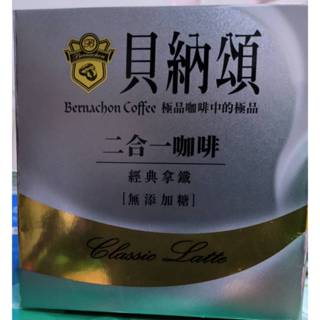 B
Bernachon
貝納頌
Bernachon Coffee 極品咖啡中的極品
二合一咖啡
經典拿鐵
[無添加糖]
Classic Latte